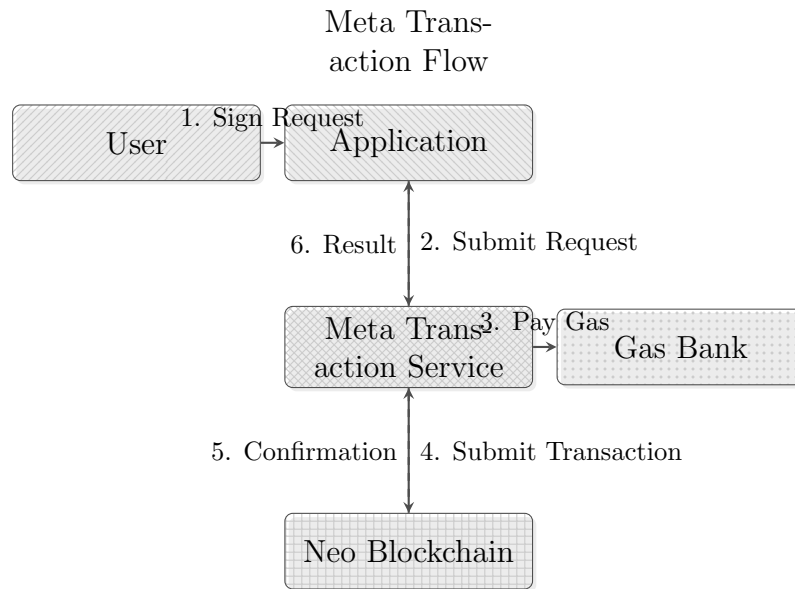 Meta Trans-
action Flow
1. Sign Request
User
Application
6. Result
2. Submit Request
3. Pay Gas
Meta Trans-
action Service
Gas Bank
5. Confirmation
4. Submit Transaction
Neo Blockchain